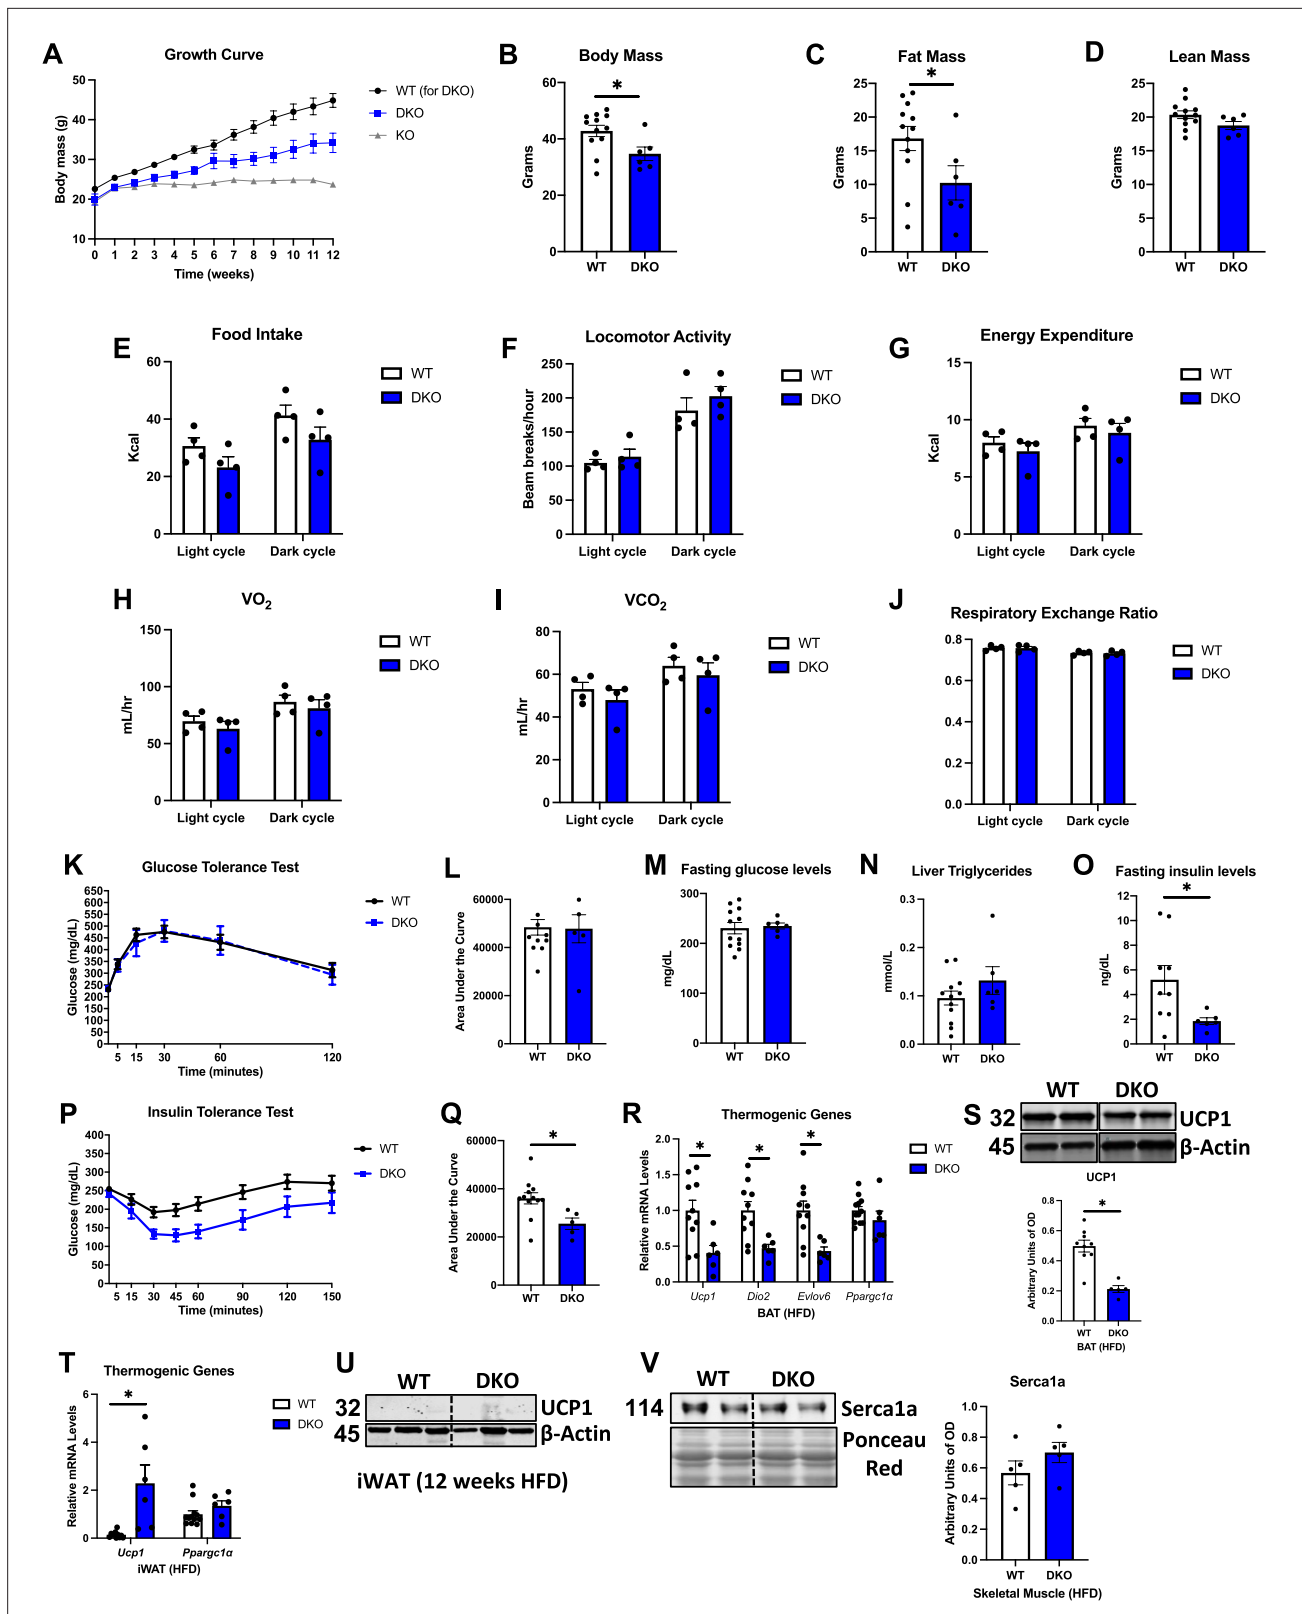 A
Growth Curve
Body mass (g)
50
40
30
20
10
0 1 2 3 4 5 6 7 8 9 10 11 12
Time (weeks)
WT (for DKO)
DKO
KO
B
Body Mass
*
Grams
60
40
20
0
WT DKO
C
Fat Mass
*
Grams
25
20
15
10
5
0
WT DKO
D
Lean Mass
Grams
25
20
15
10
5
0
WT DKO
E
Food Intake
Kcal
60
40
20
0
Light cycle Dark cycle
WT
DKO
F
Locomotor Activity
Beam breaks/hour
250
200
150
100
50
0
Light cycle Dark cycle
WT
DKO
G
Energy Expenditure
Kcal
15
10
5
0
Light cycle Dark cycle
WT
DKO
H
VO2
mL/hr
150
100
50
0
Light cycle Dark cycle
WT
DKO
I
VCO2
mL/hr
80
60
40
20
0
Light cycle Dark cycle
WT
DKO
J
Respiratory Exchange Ratio
0.8
0.6
0.4
0.2
0.0
Light cycle Dark cycle
WT
DKO
K
Glucose Tolerance Test
Glucose (mg/dL)
650
600
550
500
450
400
350
300
250
200
150
100
50
0
5 15 30 60 120
Time (minutes)
WT
DKO
L
Area Under the Curve
60000
40000
20000
0
WT DKO
M
Fasting glucose levels
mg/dL
300
200
100
0
WT DKO
N
Liver Triglycerides
mmol/L
0.3
0.2
0.1
0.0
WT DKO
O
Fasting insulin levels
*
ng/dL
12
10
8
6
4
2
0
WT DKO
P
Insulin Tolerance Test
Glucose (mg/dL)
400
350
300
250
200
150
100
50
0
5 15 30 45 60 90 120 150
Time (minutes)
WT
DKO
Q
*
Area Under the Curve
60000
40000
20000
0
WT DKO
R
Thermogenic Genes
* * *
Relative mRNA Levels
2.0
1.5
1.0
0.5
0.0
Ucp1 Dio2 Evlov6 Ppargc1α
BAT (HFD)
WT
DKO
S
WT DKO
32 UCP1
45 β-Actin
UCP1
*
Arbitrary Units of OD
0.8
0.6
0.4
0.2
0.0
WT DKO
BAT (HFD)
T
Thermogenic Genes
*
Relative mRNA Levels
6
4
2
0
Ucp1 Ppargc1α
iWAT (HFD)
WT
DKO
U
WT DKO
32 UCP1
45 β-Actin
iWAT (12 weeks HFD)
V
WT DKO
114 Serca1a
Ponceau
Red
Serca1a
Arbitrary Units of OD
1.0
0.8
0.6
0.4
0.2
0.0
WT DKO
Skeletal Muscle (HFD)